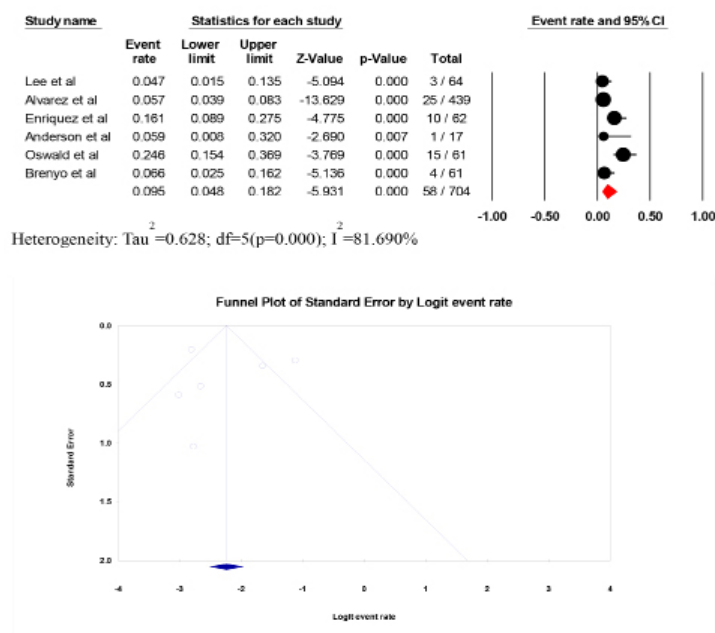 Study name Statistics for each study Event rate and 95% CI
Event Lower Upper
rate limit limit Z-Value p-Value Total
Lee et al 0.047 0.015 0.135 -5.094 0.000 3 / 64
Alvarez et al 0.057 0.039 0.083 -13.629 0.000 25 / 439
Enriquez et al 0.161 0.089 0.275 -4.775 0.000 10 / 62
Anderson et al 0.059 0.008 0.320 -2.690 0.007 1 / 17
Oswald et al 0.246 0.154 0.369 -3.769 0.000 15 / 61
Brenyo et al 0.066 0.025 0.162 -5.136 0.000 4 / 61
0.095 0.048 0.182 -5.931 0.000 58 / 704
-1.00 -0.50 0.00 0.50 1.00
Heterogeneity: Tau²=0.628; df=5(p=0.000); I²=81.690%
Funnel Plot of Standard Error by Logit event rate
0.0
0.5
1.0
1.5
2.0
Standard Error
-4 -3 -2 -1 0 1 2 3 4
Logit event rate